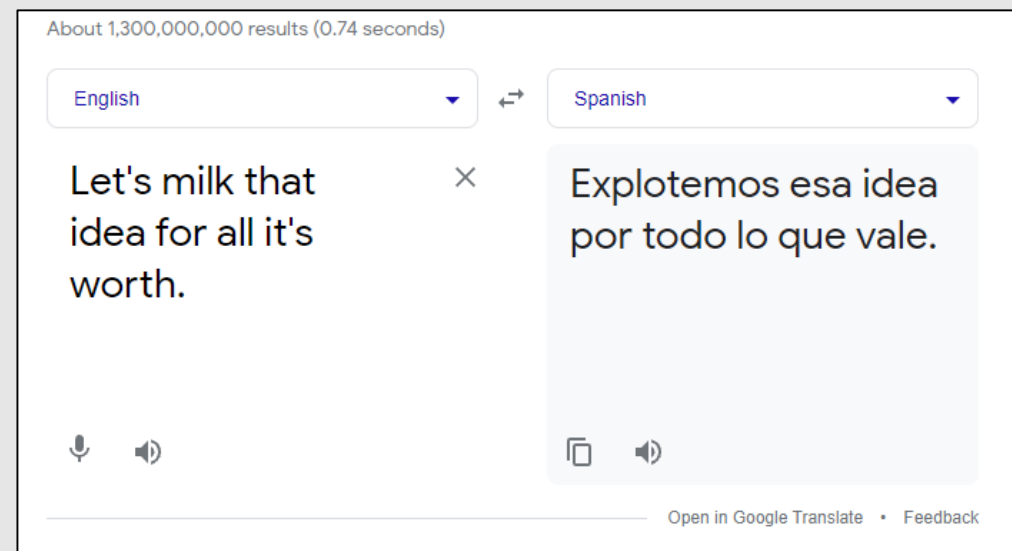 About 1,300,000,000 results (0.74 seconds)
English
Spanish
Let's milk that
idea for all it's
worth.
Explotemos esa idea
por todo lo que vale.
Open in Google Translate • Feedback